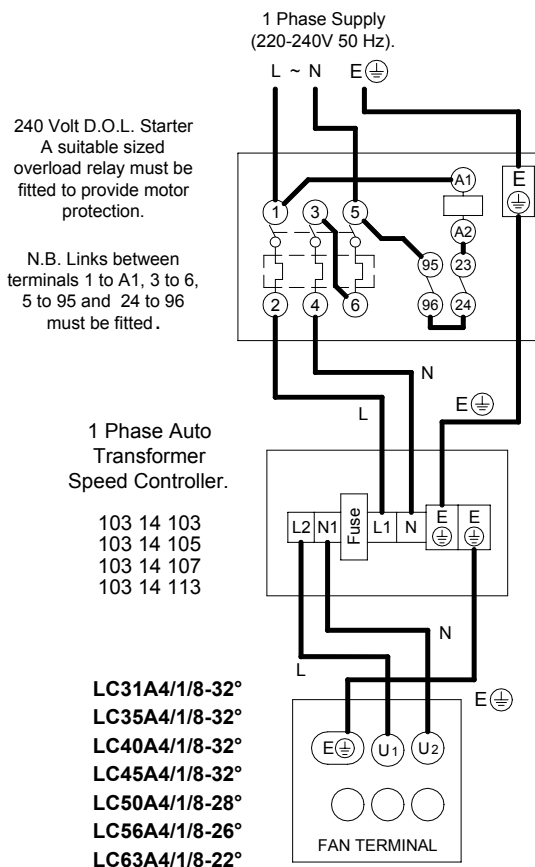 1 Phase Supply
(220-240V 50 Hz).
L ~ N E
240 Volt D.O.L. Starter
A suitable sized
overload relay must be
fitted to provide motor
protection.
N.B. Links between
terminals 1 to A1, 3 to 6,
5 to 95 and 24 to 96
must be fitted.
A1
E
1 3 5
A2
95 23
2 4 6 96 24
N
L
E
1 Phase Auto
Transformer
Speed Controller.
103 14 103
103 14 105
103 14 107
103 14 113
L2 N1 Fuse L1 N E E
N
L
E
LC31A4/1/8-32°
LC35A4/1/8-32°
LC40A4/1/8-32°
LC45A4/1/8-32°
LC50A4/1/8-28°
LC56A4/1/8-26°
LC63A4/1/8-22°
E U1 U2
FAN TERMINAL